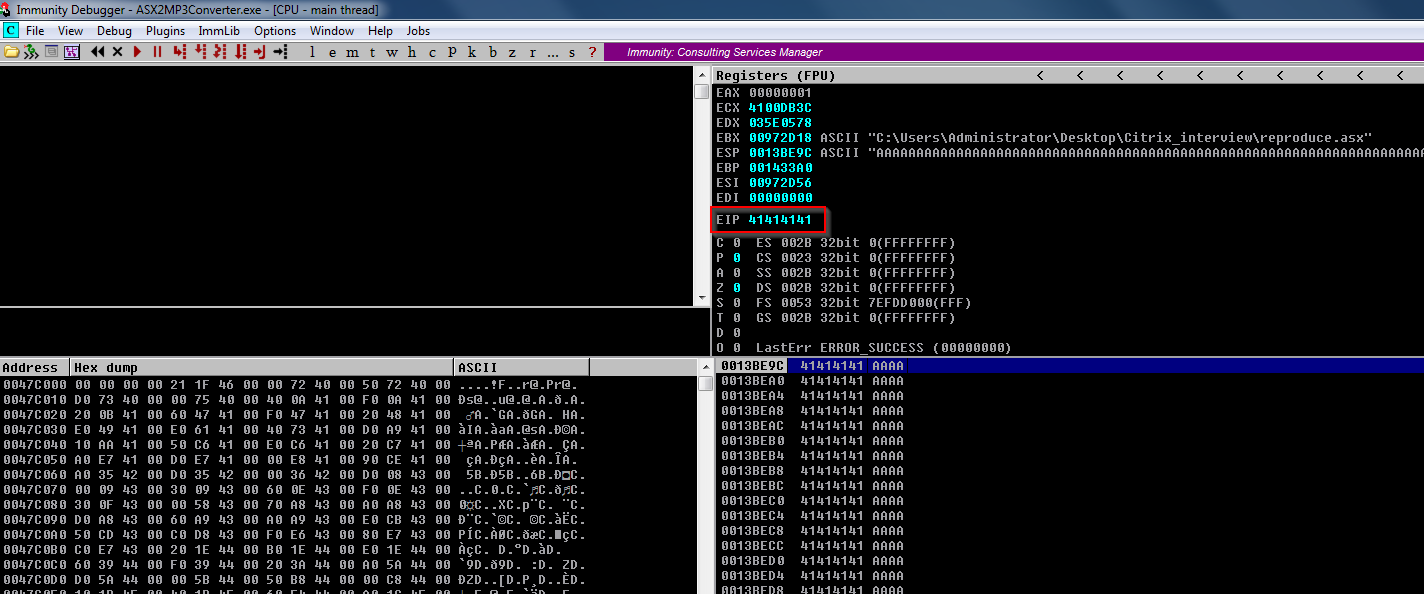 Immunity Debugger - ASX2MP3Converter.exe - [CPU - main thread]
C File View Debug Plugins ImmLib Options Window Help Jobs
l e m t w h c P k b z r ... s ? Immunity: Consulting Services Manager
Registers (FPU) < < < < < < < < < <
EAX 00000001
ECX 4100DB3C
EDX 035E0578
EBX 00972D18 ASCII "C:\Users\Administrator\Desktop\Citrix_interview\reproduce.asx"
ESP 0013BE9C ASCII "AAAAAAAAAAAAAAAAAAAAAAAAAAAAAAAAAAAAAAAAAAAAAAAAAAAAAAAAAAAAAAAAAAAA
EBP 001433A0
ESI 00972D56
EDI 00000000
EIP 41414141
C 0 ES 002B 32bit 0(FFFFFFFF)
P 0 CS 0023 32bit 0(FFFFFFFF)
A 0 SS 002B 32bit 0(FFFFFFFF)
Z 0 DS 002B 32bit 0(FFFFFFFF)
S 0 FS 0053 32bit 7EFDD000(FFF)
T 0 GS 002B 32bit 0(FFFFFFFF)
D 0
O 0 LastErr ERROR_SUCCESS (00000000)
Address Hex dump ASCII
0047C000 00 00 00 00 21 1F 46 00 00 72 40 00 50 72 40 00 ....!F..r@.Pr@.
0047C010 D0 73 40 00 00 75 40 00 40 0A 41 00 F0 0A 41 00 Ðs@..u@.@.A.ð.A.
0047C020 20 0B 41 00 60 47 41 00 F0 47 41 00 20 48 41 00 ♂A.`GA.ðGA. HA.
0047C030 E0 49 41 00 E0 61 41 00 40 73 41 00 D0 A9 41 00 àIA.àaA.@sA.Ð©A.
0047C040 10 AA 41 00 50 C6 41 00 E0 C6 41 00 20 C7 41 00 ┼ªA.PÆA.àÆA. ÇA.
0047C050 A0 E7 41 00 D0 E7 41 00 00 E8 41 00 90 CE 41 00 çA.ÐçA..èA.ÎA.
0047C060 A0 35 42 00 D0 35 42 00 00 36 42 00 D0 08 43 00 5B.Ð5B..6B.Ð◘C.
0047C070 00 09 43 00 30 09 43 00 60 0E 43 00 F0 0E 43 00 ..C.0.C.`♬C.ð♬C.
0047C080 30 0F 43 00 00 58 43 00 70 A8 43 00 A0 A8 43 00 0☼C..XC.p¨C. ¨C.
0047C090 D0 A8 43 00 60 A9 43 00 A0 A9 43 00 E0 CB 43 00 Ð¨C.`©C. ©C.àËC.
0047C0A0 50 CD 43 00 C0 D8 43 00 F0 E6 43 00 80 E7 43 00 PÍC.ÀØC.ðæC.■çC.
0047C0B0 C0 E7 43 00 20 1E 44 00 B0 1E 44 00 E0 1E 44 00 ÀçC. D.°D.àD.
0047C0C0 60 39 44 00 F0 39 44 00 20 3A 44 00 A0 5A 44 00 `9D.ð9D. :D. ZD.
0047C0D0 D0 5A 44 00 00 5B 44 00 50 B8 44 00 00 C8 44 00 ÐZD..[D.P¸D..ÈD.
0013BE9C 41414141 AAAA
0013BEA0 41414141 AAAA
0013BEA4 41414141 AAAA
0013BEA8 41414141 AAAA
0013BEAC 41414141 AAAA
0013BEB0 41414141 AAAA
0013BEB4 41414141 AAAA
0013BEB8 41414141 AAAA
0013BEBC 41414141 AAAA
0013BEC0 41414141 AAAA
0013BEC4 41414141 AAAA
0013BEC8 41414141 AAAA
0013BECC 41414141 AAAA
0013BED0 41414141 AAAA
0013BED4 41414141 AAAA
0013BED8 41414141 AAAA